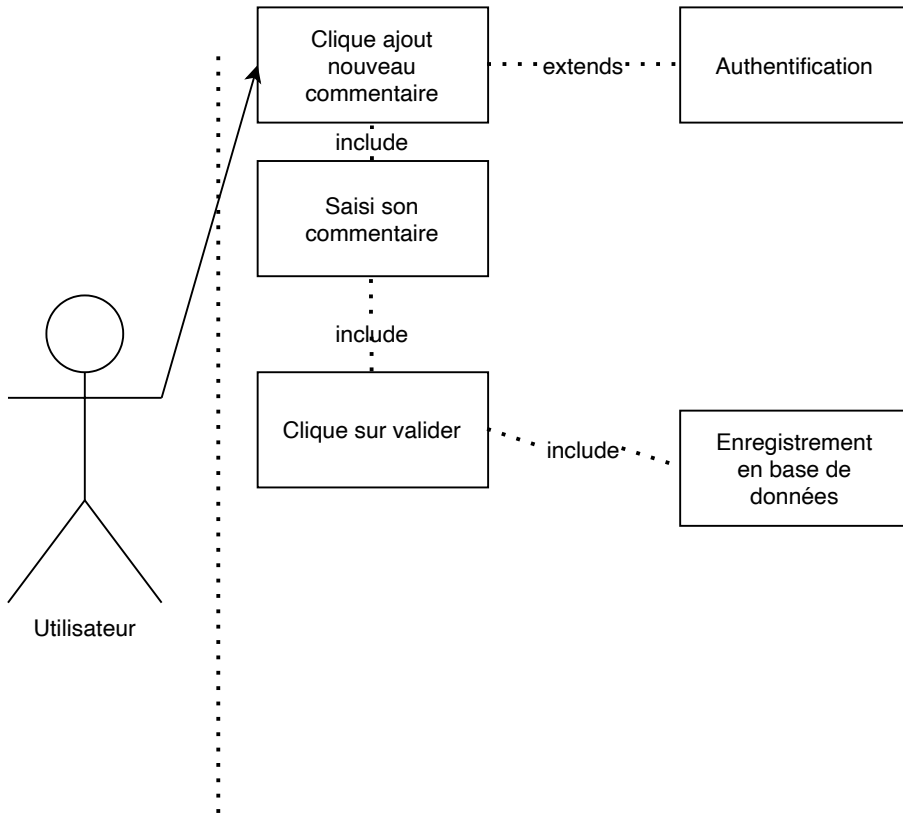 Clique ajout
nouveau
commentaire
extends
Authentification
include
Saisi son
commentaire
include
Clique sur valider
include
Enregistrement
en base de
données
Utilisateur